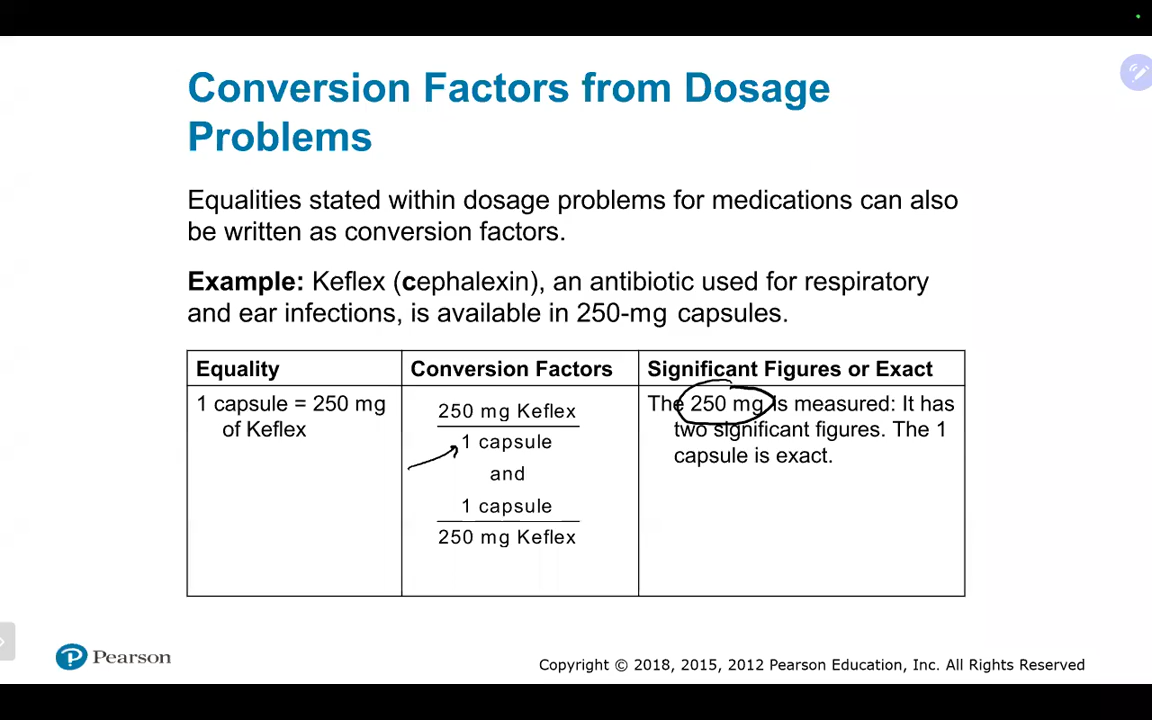 Conversion Factors from Dosage
Problems
Equalities stated within dosage problems for medications can also
be written as conversion factors.
Example: Keflex (cephalexin), an antibiotic used for respiratory
and ear infections, is available in 250-mg capsules.
Equality
Conversion Factors
Significant Figures or Exact
1 capsule = 250 mg
of Keflex
250 mg Keflex
1 capsule
and
1 capsule
250 mg Keflex
The 250 mg is measured: It has
two significant figures. The 1
capsule is exact.
Pearson
Copyright © 2018, 2015, 2012 Pearson Education, Inc. All Rights Reserved